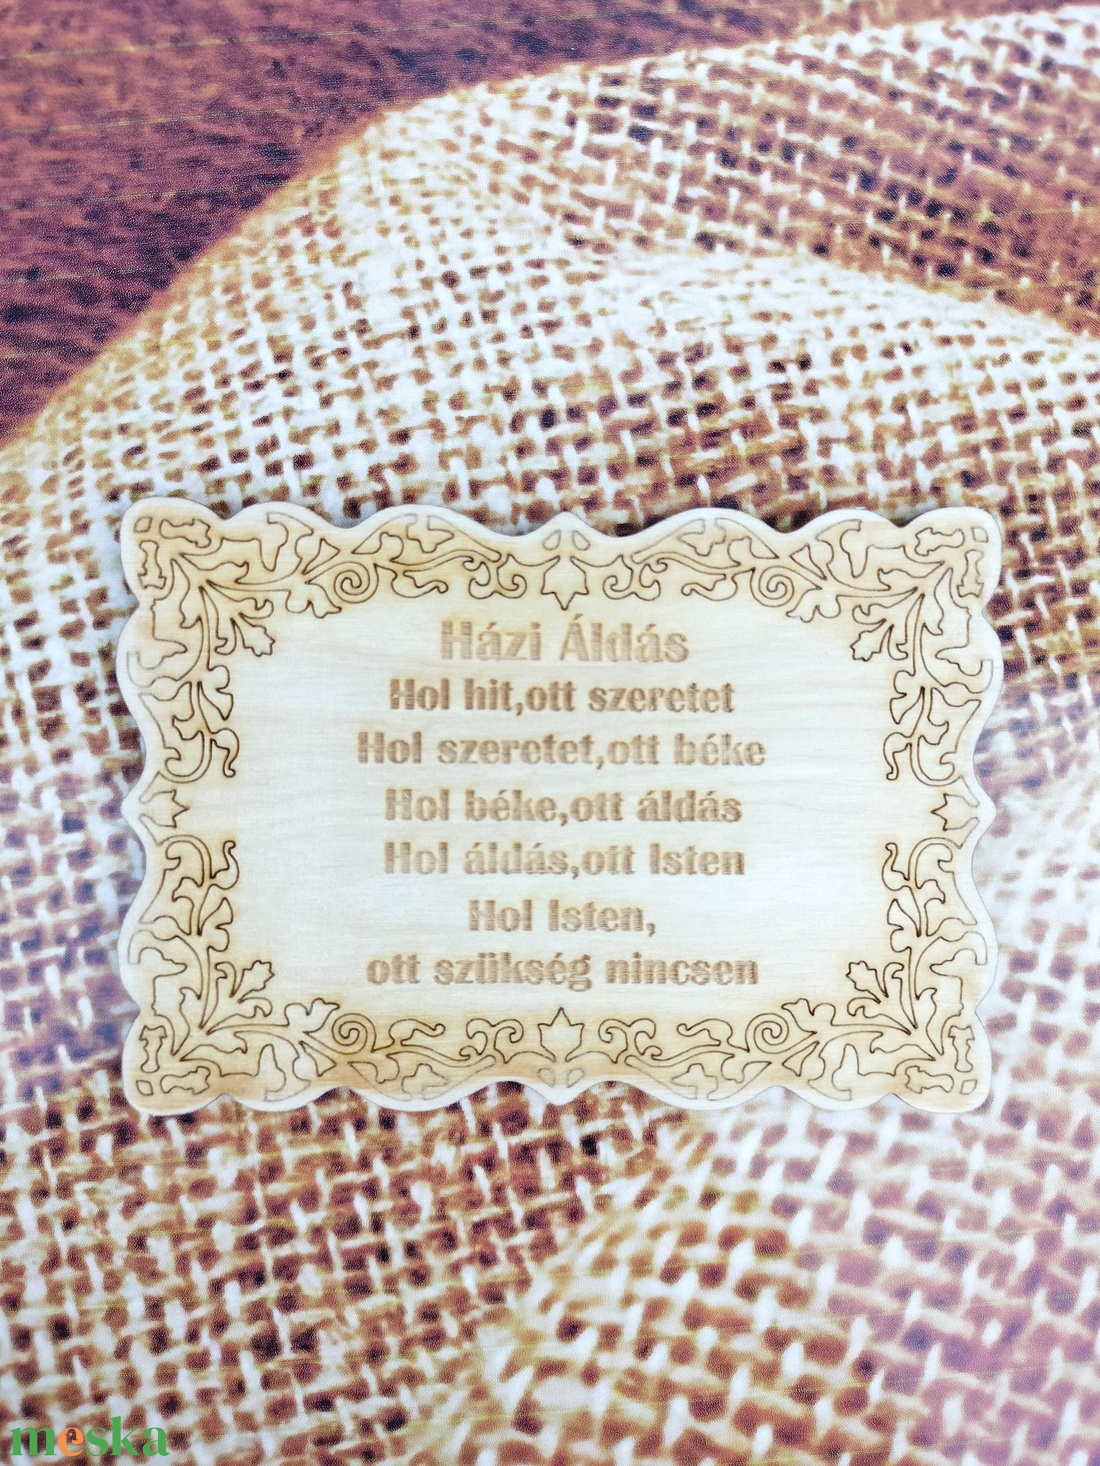 Házi Áldás
Hol hit,ott szeretet
Hol szeretet,ott béke
Hol béke,ott áldás
Hol áldás,ott Isten
Hol Isten,
ott szükség nincsen
meska